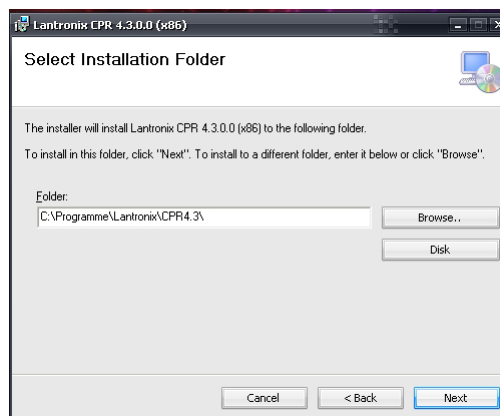 Lantronix CPR 4.3.0.0 (x86)
Select Installation Folder
The installer will install Lantronix CPR 4.3.0.0 (x86) to the following folder.
To install in this folder, click "Next". To install to a different folder, enter it below or click "Browse".
Folder:
C:\Programme\Lantronix\CPR4.3\
Browse..
Disk
Cancel
< Back
Next